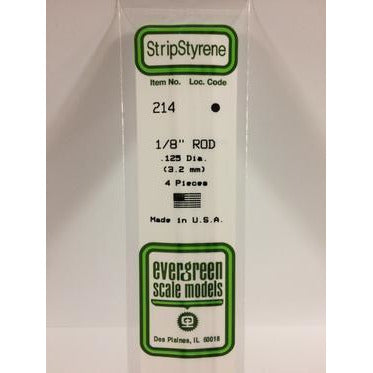 StripStyrene
Item No. Loc. Code
214
1/8" ROD
.125 Dia.
(3.2 mm)
4 Pieces
Made in U.S.A.
evergreen
scale models
Des Plaines, IL 60018